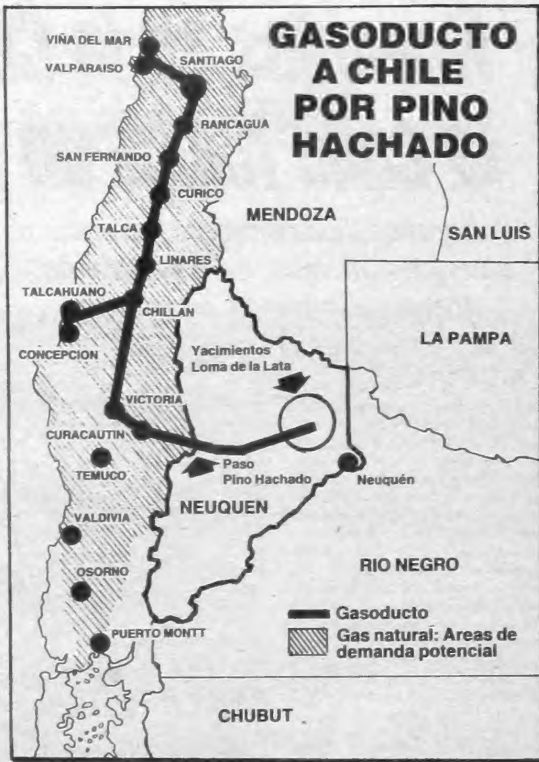 GASODUCTO
A CHILE
POR PINO
HACHADO
VIÑA DEL MAR
VALPARAISO
SANTIAGO
RANCAGUA
SAN FERNANDO
CURICO
MENDOZA
TALCA
SAN LUIS
LINARES
TALCAHUANO
CHILLAN
CONCEPCION
LA PAMPA
Yacimientos
Loma de la Lata
VICTORIA
CURACAUTIN
TEMUCO
Paso
Pino Hachado
Neuquén
NEUQUEN
VALDIVIA
RIO NEGRO
OSORNO
PUERTO MONTT
Gasoducto
Gas natural: Areas de
demanda potencial
CHUBUT